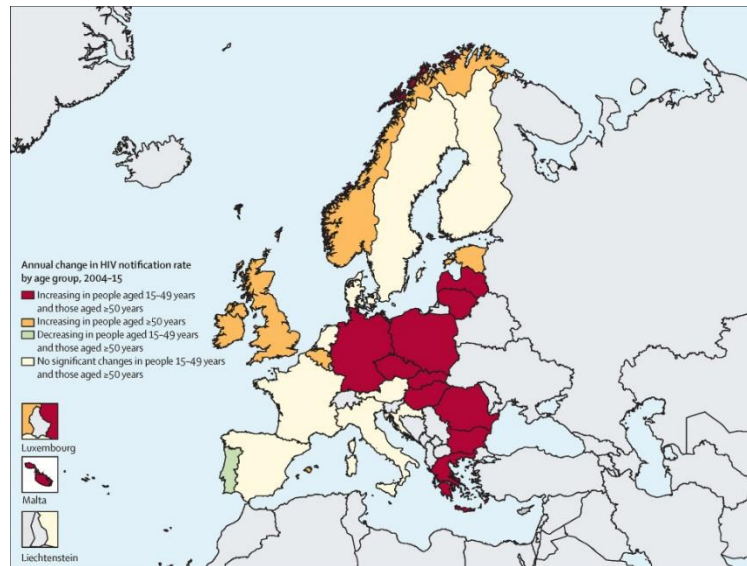 Annual change in HIV notification rate
by age group, 2004–15
Increasing in people aged 15–49 years
and those aged ≥50 years
Increasing in people aged ≥50 years
Decreasing in people aged 15–49 years
and those aged ≥50 years
No significant changes in people 15–49 years
and those aged ≥50 years
Luxembourg
Malta
Liechtenstein